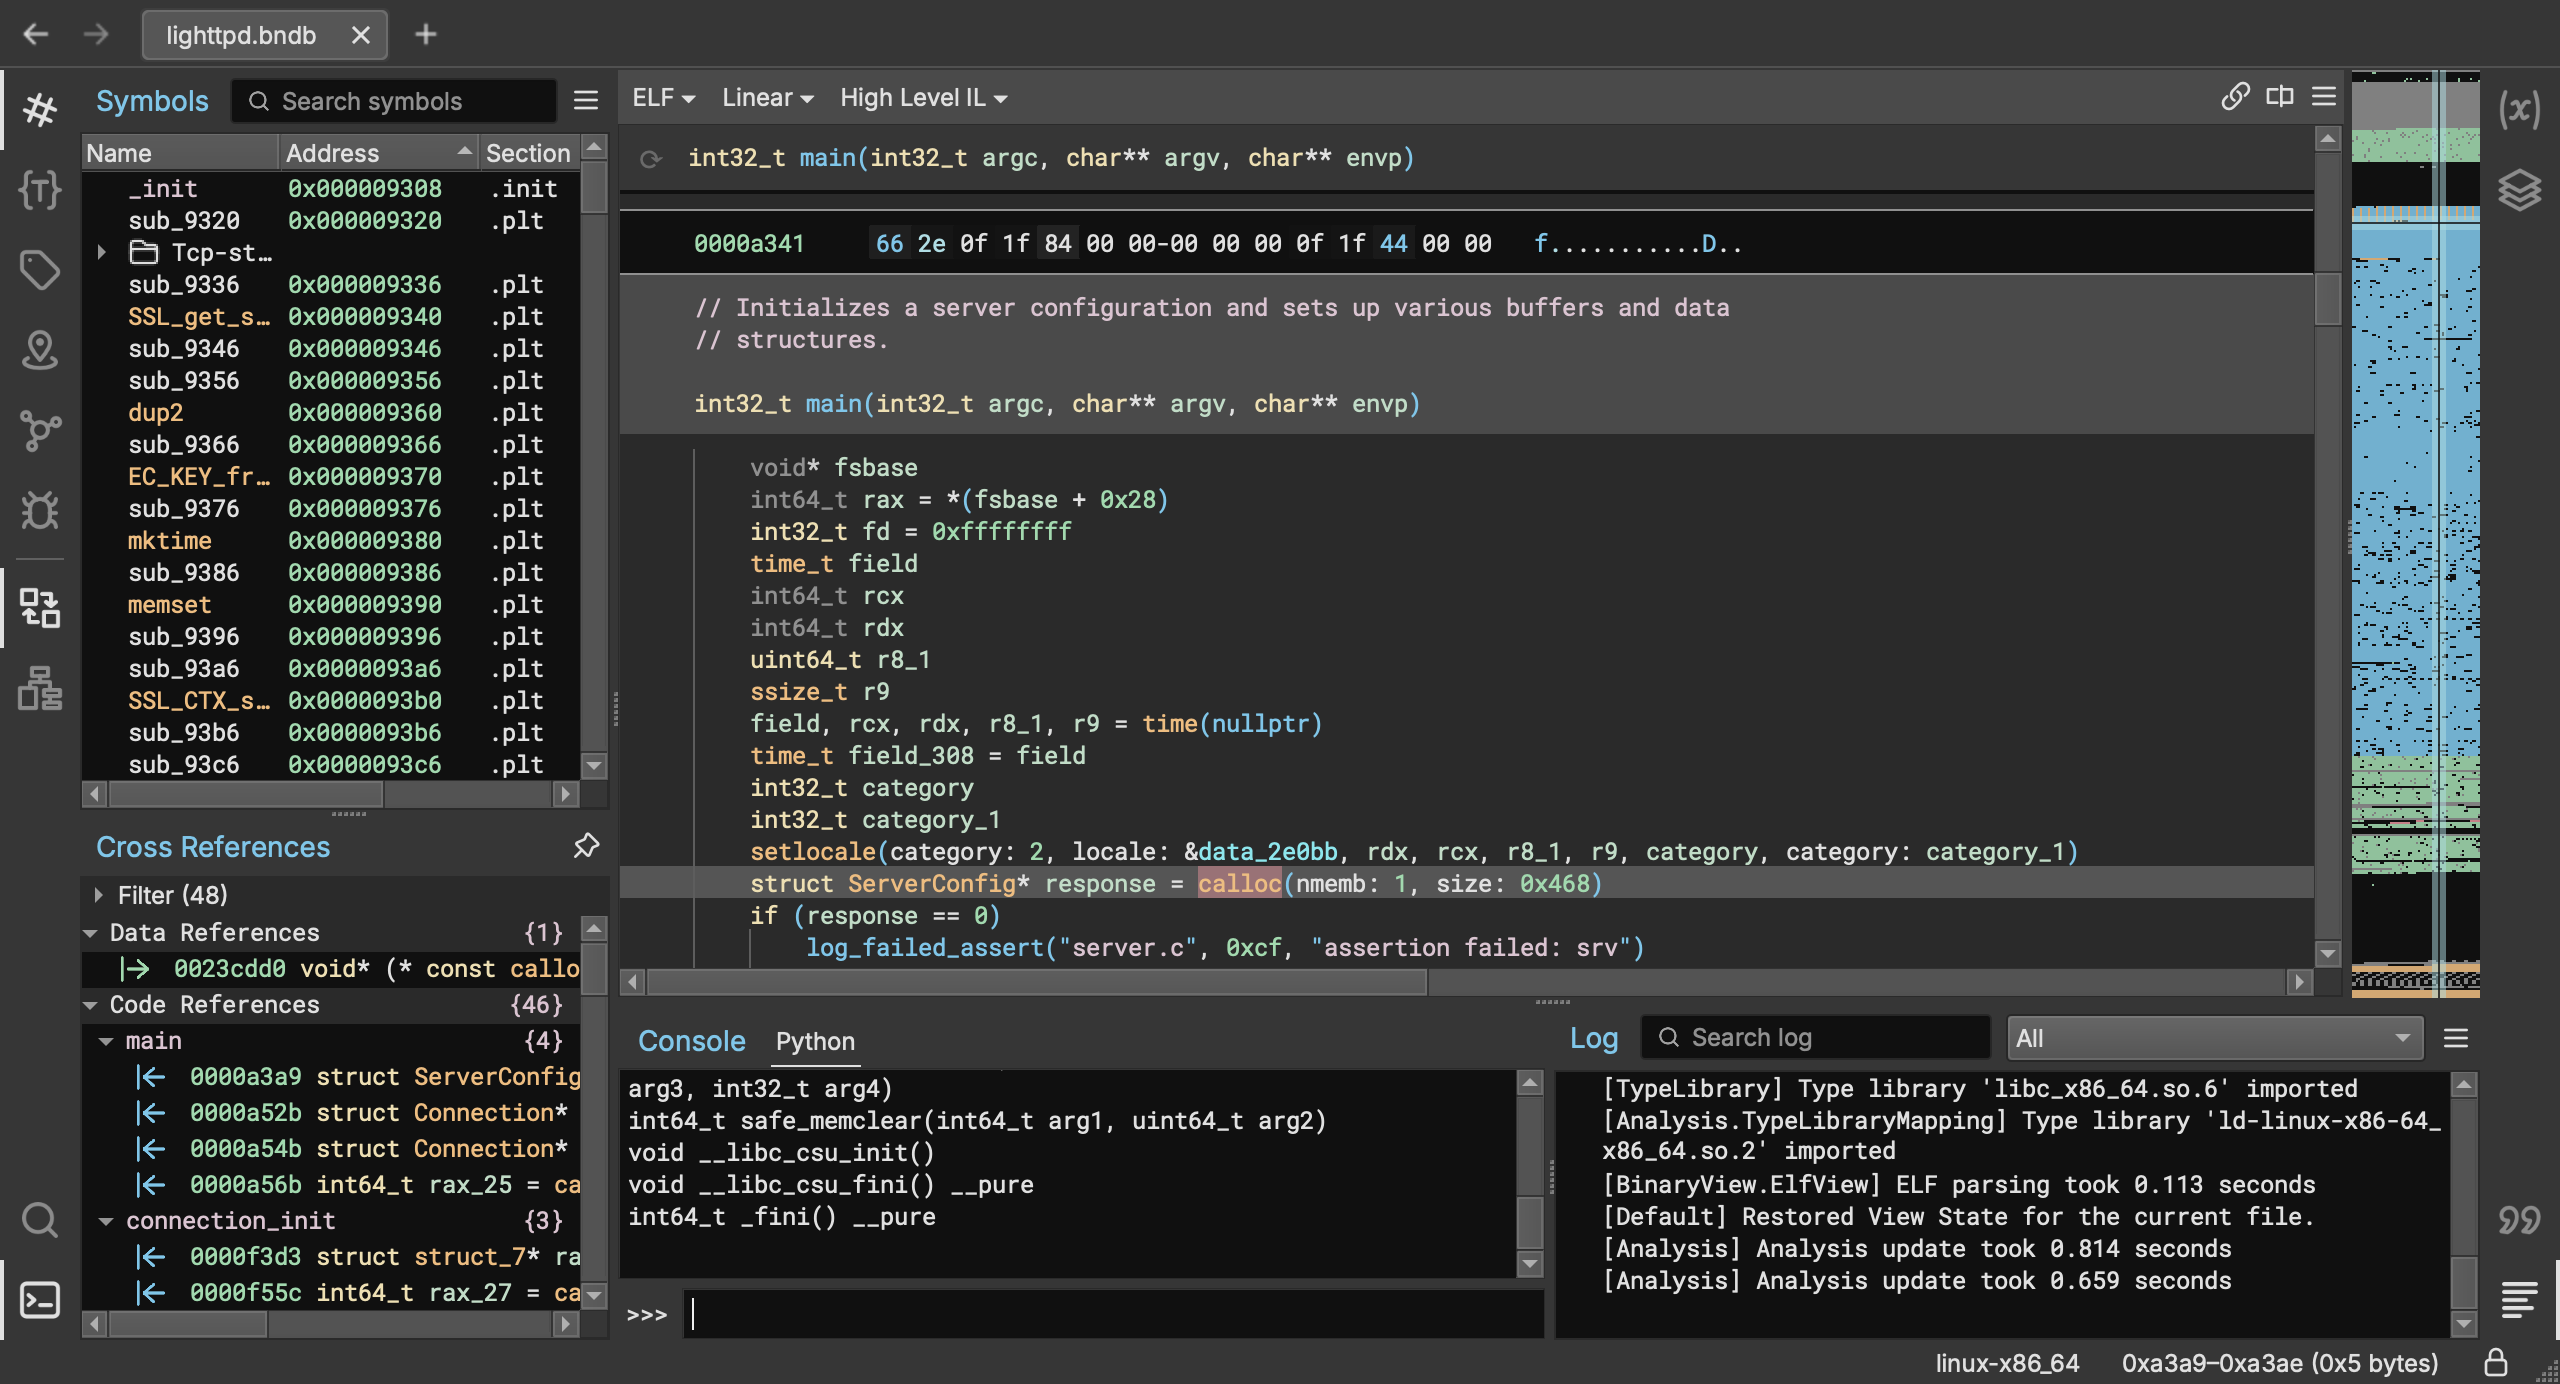 lighttpd.bndb
Symbols
Search symbols
Name Address Section
_init 0x000009308 .init
sub_9320 0x000009320 .plt
Tcp-st…
sub_9336 0x000009336 .plt
SSL_get_s… 0x000009340 .plt
sub_9346 0x000009346 .plt
sub_9356 0x000009356 .plt
dup2 0x000009360 .plt
sub_9366 0x000009366 .plt
EC_KEY_fr… 0x000009370 .plt
sub_9376 0x000009376 .plt
mktime 0x000009380 .plt
sub_9386 0x000009386 .plt
memset 0x000009390 .plt
sub_9396 0x000009396 .plt
sub_93a6 0x0000093a6 .plt
SSL_CTX_s… 0x0000093b0 .plt
sub_93b6 0x0000093b6 .plt
sub_93c6 0x0000093c6 .plt
Cross References
Filter (48)
Data References {1}
0023cdd0 void* (* const callo
Code References {46}
main {4}
0000a3a9 struct ServerConfig
0000a52b struct Connection*
0000a54b struct Connection*
0000a56b int64_t rax_25 = ca
connection_init {3}
0000f3d3 struct struct_7* ra
0000f55c int64_t rax_27 = ca
ELF Linear High Level IL
int32_t main(int32_t argc, char** argv, char** envp)
0000a341 66 2e 0f 1f 84 00 00-00 00 00 0f 1f 44 00 00 f...........D..
// Initializes a server configuration and sets up various buffers and data
// structures.
int32_t main(int32_t argc, char** argv, char** envp)
void* fsbase
int64_t rax = *(fsbase + 0x28)
int32_t fd = 0xffffffff
time_t field
int64_t rcx
int64_t rdx
uint64_t r8_1
ssize_t r9
field, rcx, rdx, r8_1, r9 = time(nullptr)
time_t field_308 = field
int32_t category
int32_t category_1
setlocale(category: 2, locale: &data_2e0bb, rdx, rcx, r8_1, r9, category, category: category_1)
struct ServerConfig* response = calloc(nmemb: 1, size: 0x468)
if (response == 0)
log_failed_assert("server.c", 0xcf, "assertion failed: srv")
Console Python
arg3, int32_t arg4)
int64_t safe_memclear(int64_t arg1, uint64_t arg2)
void __libc_csu_init()
void __libc_csu_fini() __pure
int64_t _fini() __pure
>>>
Log
Search log
All
[TypeLibrary] Type library 'libc_x86_64.so.6' imported
[Analysis.TypeLibraryMapping] Type library 'ld-linux-x86-64_
x86_64.so.2' imported
[BinaryView.ElfView] ELF parsing took 0.113 seconds
[Default] Restored View State for the current file.
[Analysis] Analysis update took 0.814 seconds
[Analysis] Analysis update took 0.659 seconds
linux-x86_64 0xa3a9–0xa3ae (0x5 bytes)